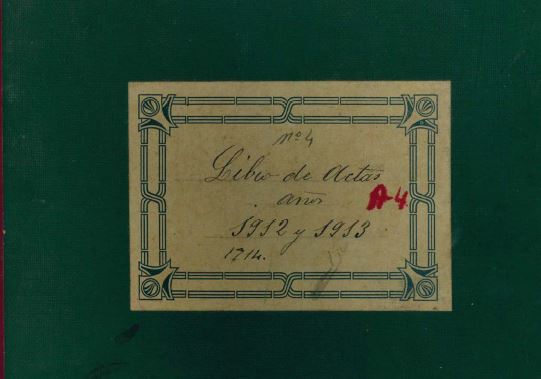 Nº 4
Libro de Actas
años
A-4
1912 y 1913
1914.